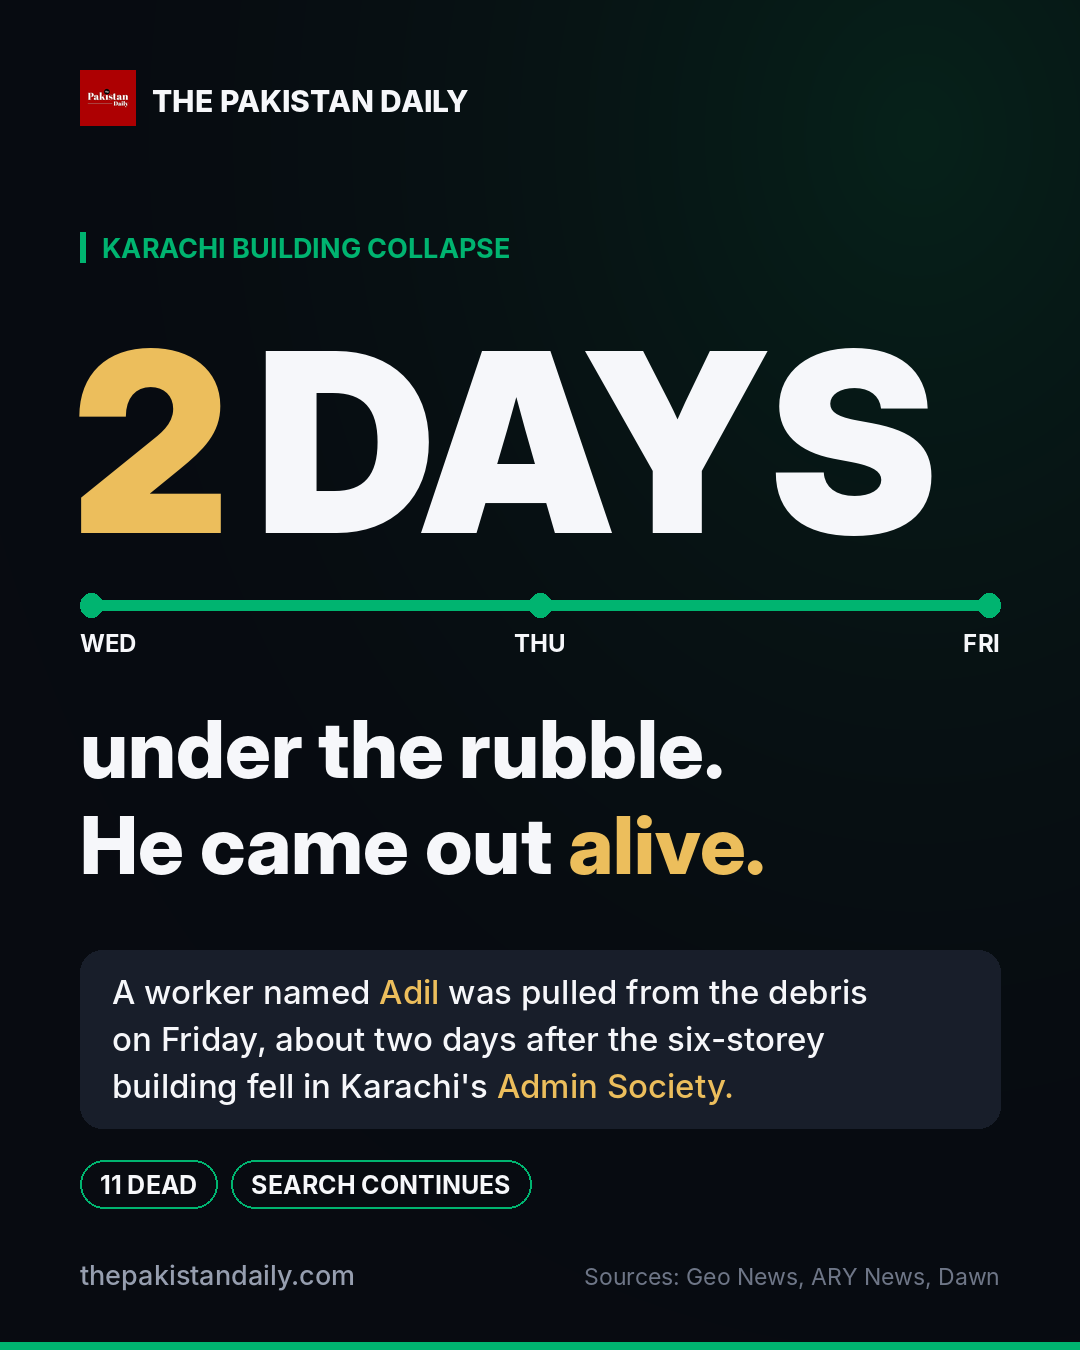 Pakistan
Daily
THE PAKISTAN DAILY
KARACHI BUILDING COLLAPSE
2 DAYS
WED THU FRI
under the rubble.
He came out alive.
A worker named Adil was pulled from the debris
on Friday, about two days after the six-storey
building fell in Karachi's Admin Society.
11 DEAD SEARCH CONTINUES
thepakistandaily.com Sources: Geo News, ARY News, Dawn